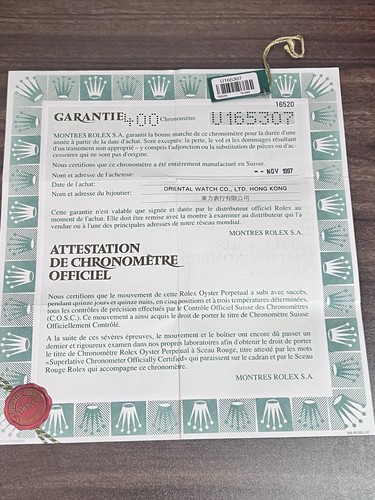 U165307
16520
GARANTIE 400 Chronomètre U165307
MONTRES ROLEX S.A. garantit la bonne marche de ce chronomètre pour la durée d'une
année à partir de la date d'achat. Sont exceptés: la perte, le vol et les dommages résultant
d'un traitement non approprié – y compris l'adjonction ou la substitution de pièces ou d'ac-
cessoires qui ne sont pas d'origine.
Nous certifions que ce chronomètre a été entièrement manufacturé en Suisse.
Nom et adresse de l'acheteur:
Date de l'achat: -- NOV 1997
Nom et adresse du bijoutier: ORIENTAL WATCH CO., LTD. HONG KONG
東方表行有限公司
Cette garantie n'est valable que signée et datée par le distributeur officiel Rolex au
moment de l'achat. Elle doit être remise avec la montre à examiner au distributeur qui l'a
vendue ou à l'une des principales adresses de notre réseau mondial.
MONTRES ROLEX S.A.
ATTESTATION
DE CHRONOMÈTRE
OFFICIEL
Nous certifions que le mouvement de cette Rolex Oyster Perpetual a subi avec succès,
pendant quinze jours et quinze nuits, en cinq positions et à trois températures déterminées,
tous les contrôles de précision effectués par le Contrôle Officiel Suisse des Chronomètres
(C.O.S.C.). Ce mouvement a ainsi acquis le droit de porter le titre de Chronomètre Suisse
Officiellement Contrôlé.
A la suite de ces sévères épreuves, le mouvement et le boîtier ont encore dû passer un
dernier et rigoureux examen dans nos propres laboratoires afin d'obtenir le droit de porter
le titre de Chronomètre Rolex Oyster Perpetual à Sceau Rouge, titre attesté par les mots
«Superlative Chronometer Officially Certified» qui paraissent sur le cadran et par le Sceau
Rouge Rolex qui accompagne ce chronomètre.
MONTRES ROLEX S.A.